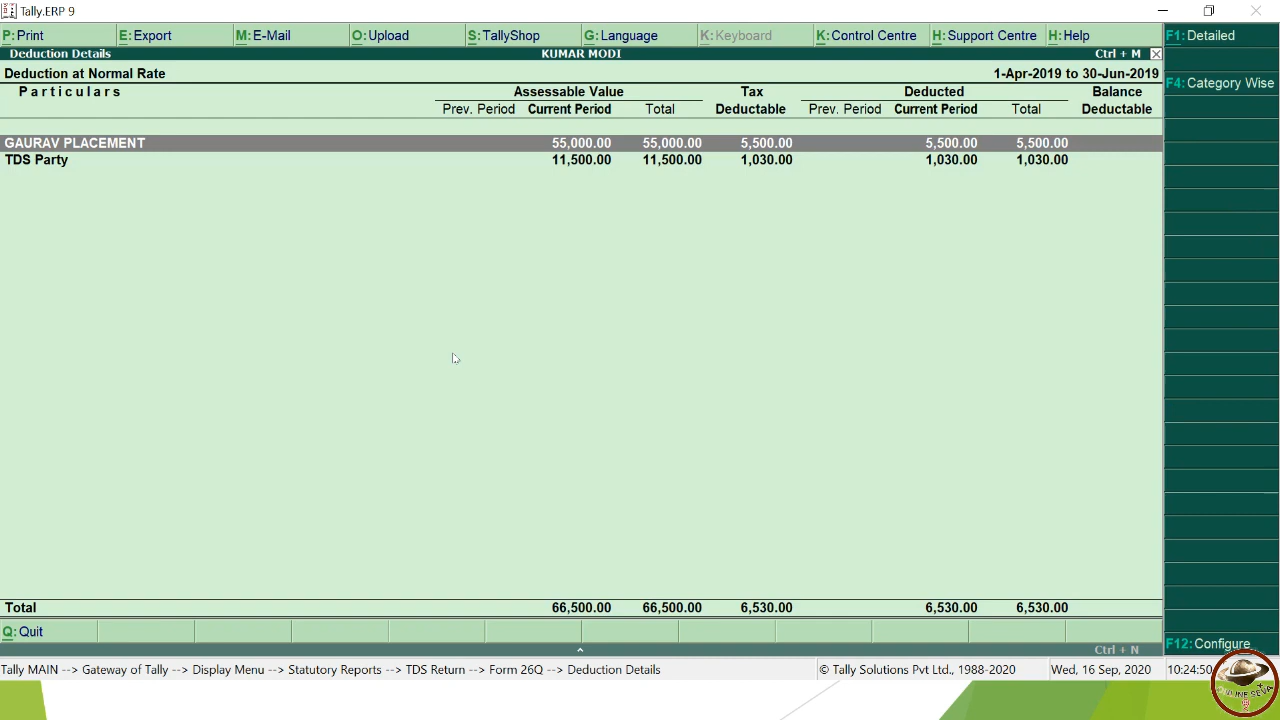 Tally.ERP 9
P: Print E: Export M: E-Mail O: Upload S: TallyShop G: Language K: Keyboard K: Control Centre H: Support Centre H: Help F1: Detailed
Deduction Details KUMAR MODI Ctrl + M
Deduction at Normal Rate 1-Apr-2019 to 30-Jun-2019
F4: Category Wise
Particulars Assessable Value Tax Deducted Balance
Prev. Period Current Period Total Deductable Prev. Period Current Period Total Deductable
GAURAV PLACEMENT 55,000.00 55,000.00 5,500.00 5,500.00 5,500.00
TDS Party 11,500.00 11,500.00 1,030.00 1,030.00 1,030.00
Total 66,500.00 66,500.00 6,530.00 6,530.00 6,530.00
Q: Quit
F12: Configure
Ctrl + N
Tally MAIN --> Gateway of Tally --> Display Menu --> Statutory Reports --> TDS Return --> Form 26Q --> Deduction Details © Tally Solutions Pvt Ltd., 1988-2020 Wed, 16 Sep, 2020 10:24:50
ONLINE SEVA